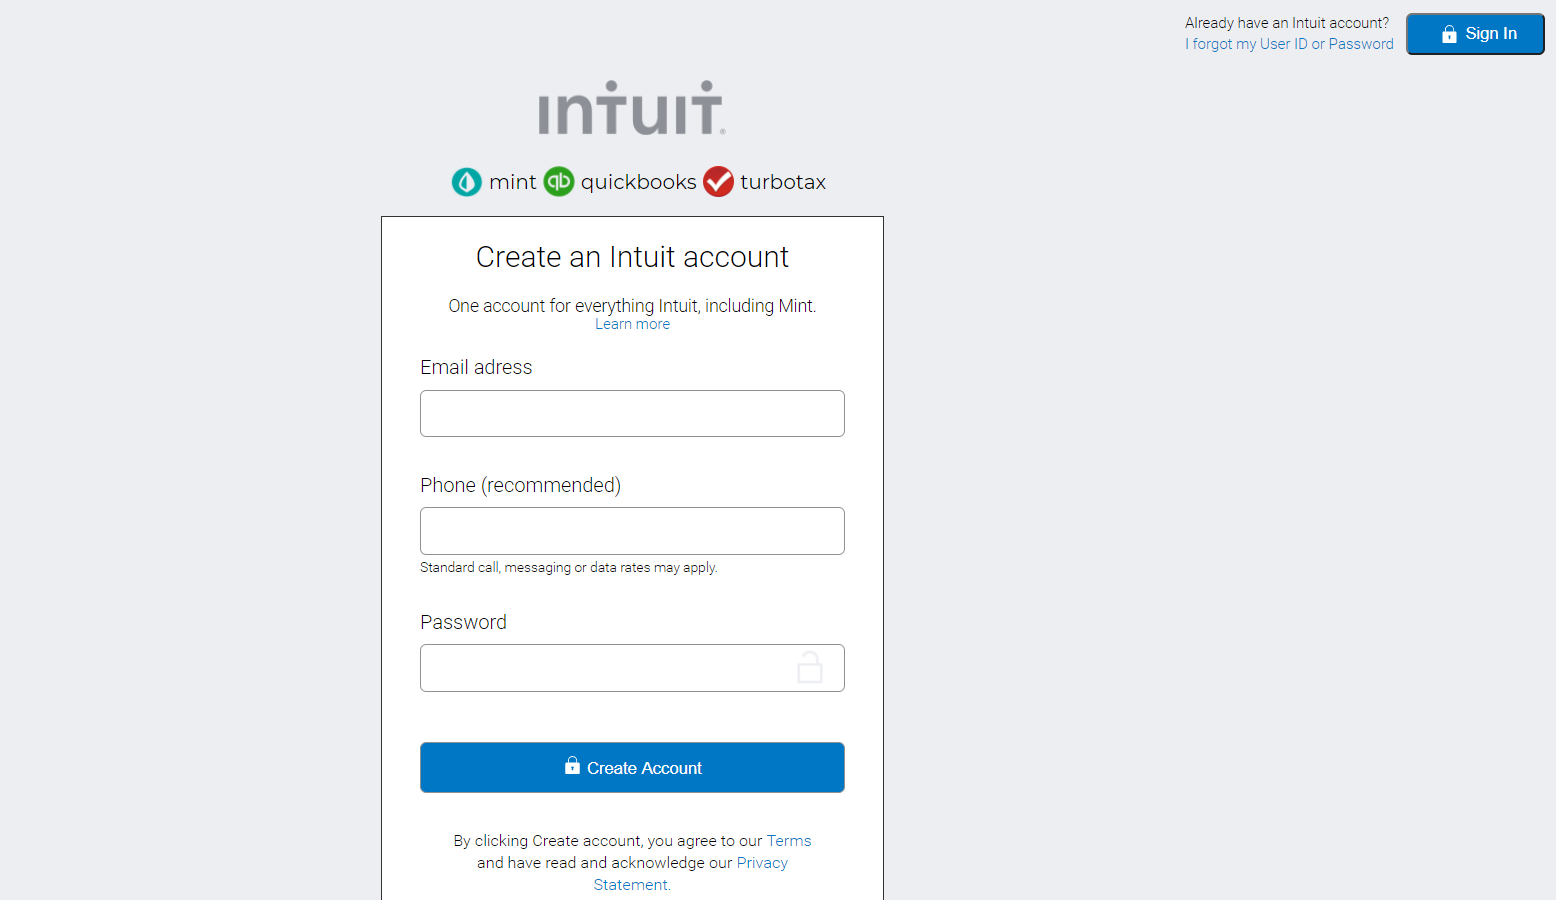 Already have an Intuit account?
I forgot my User ID or Password
Sign In
intuit®
mint quickbooks turbotax
Create an Intuit account
One account for everything Intuit, including Mint.
Learn more
Email adress
Phone (recommended)
Standard call, messaging or data rates may apply.
Password
Create Account
By clicking Create account, you agree to our Terms
and have read and acknowledge our Privacy
Statement.